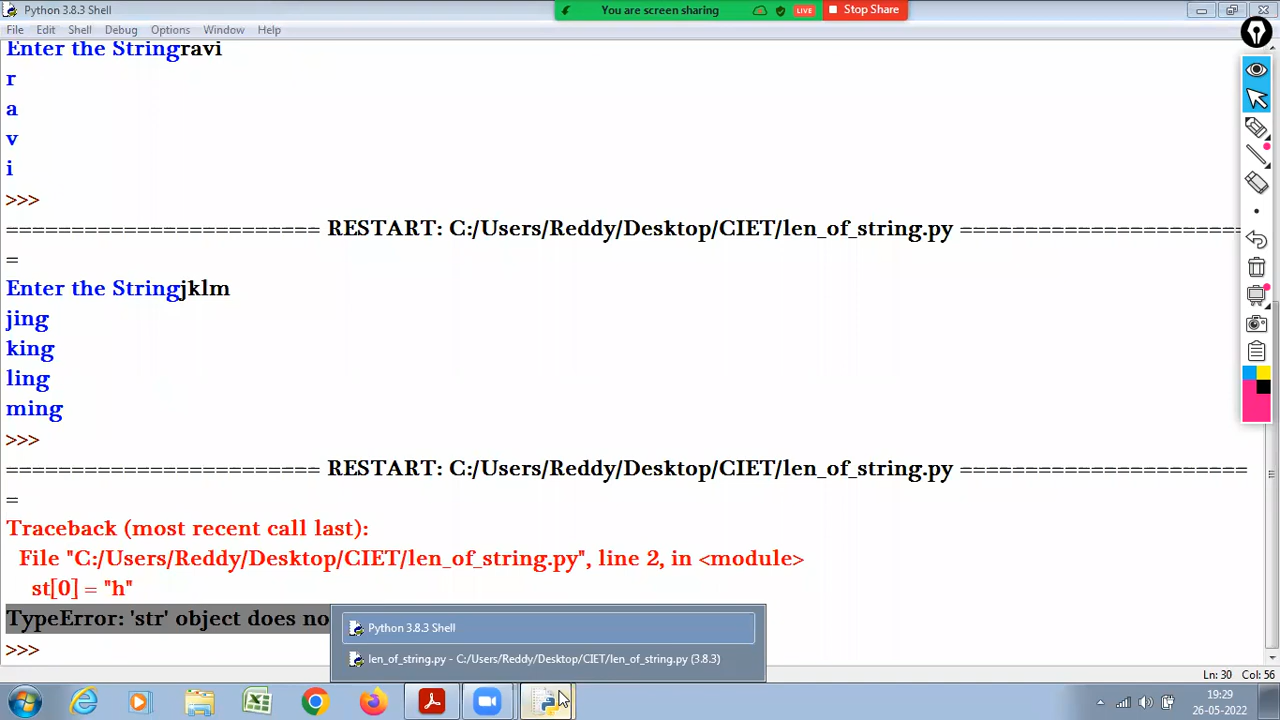 Python 3.8.3 Shell
You are screen sharing
LIVE
Stop Share
File Edit Shell Debug Options Window Help
Enter the Stringravi
r
a
v
i
>>>
======================== RESTART: C:/Users/Reddy/Desktop/CIET/len_of_string.py ======================
=
Enter the Stringjklm
jing
king
ling
ming
>>>
======================== RESTART: C:/Users/Reddy/Desktop/CIET/len_of_string.py ======================
=
Traceback (most recent call last):
File "C:/Users/Reddy/Desktop/CIET/len_of_string.py", line 2, in <module>
st[0] = "h"
TypeError: 'str' object does no
>>>
Python 3.8.3 Shell
len_of_string.py - C:/Users/Reddy/Desktop/CIET/len_of_string.py (3.8.3)
Ln: 30 Col: 56
19:29
26-05-2022